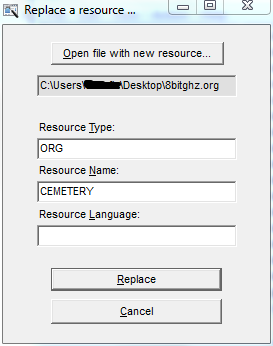 Replace a resource ...
Open file with new resource...
C:\Users\ \Desktop\8bitghz.org
Resource Type:
ORG
Resource Name:
CEMETERY
Resource Language:
Replace
Cancel